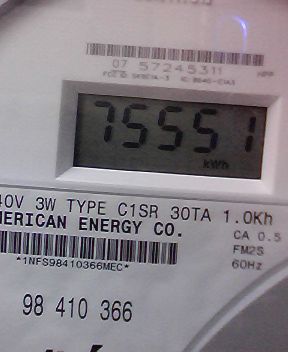 07 57245311
75551
kWh
40V 3W TYPE C1SR 30TA 1.0Kh
MERICAN ENERGY CO.
CA 0.5
FM2S
*1NFS98410366MEC*
60Hz
98 410 366